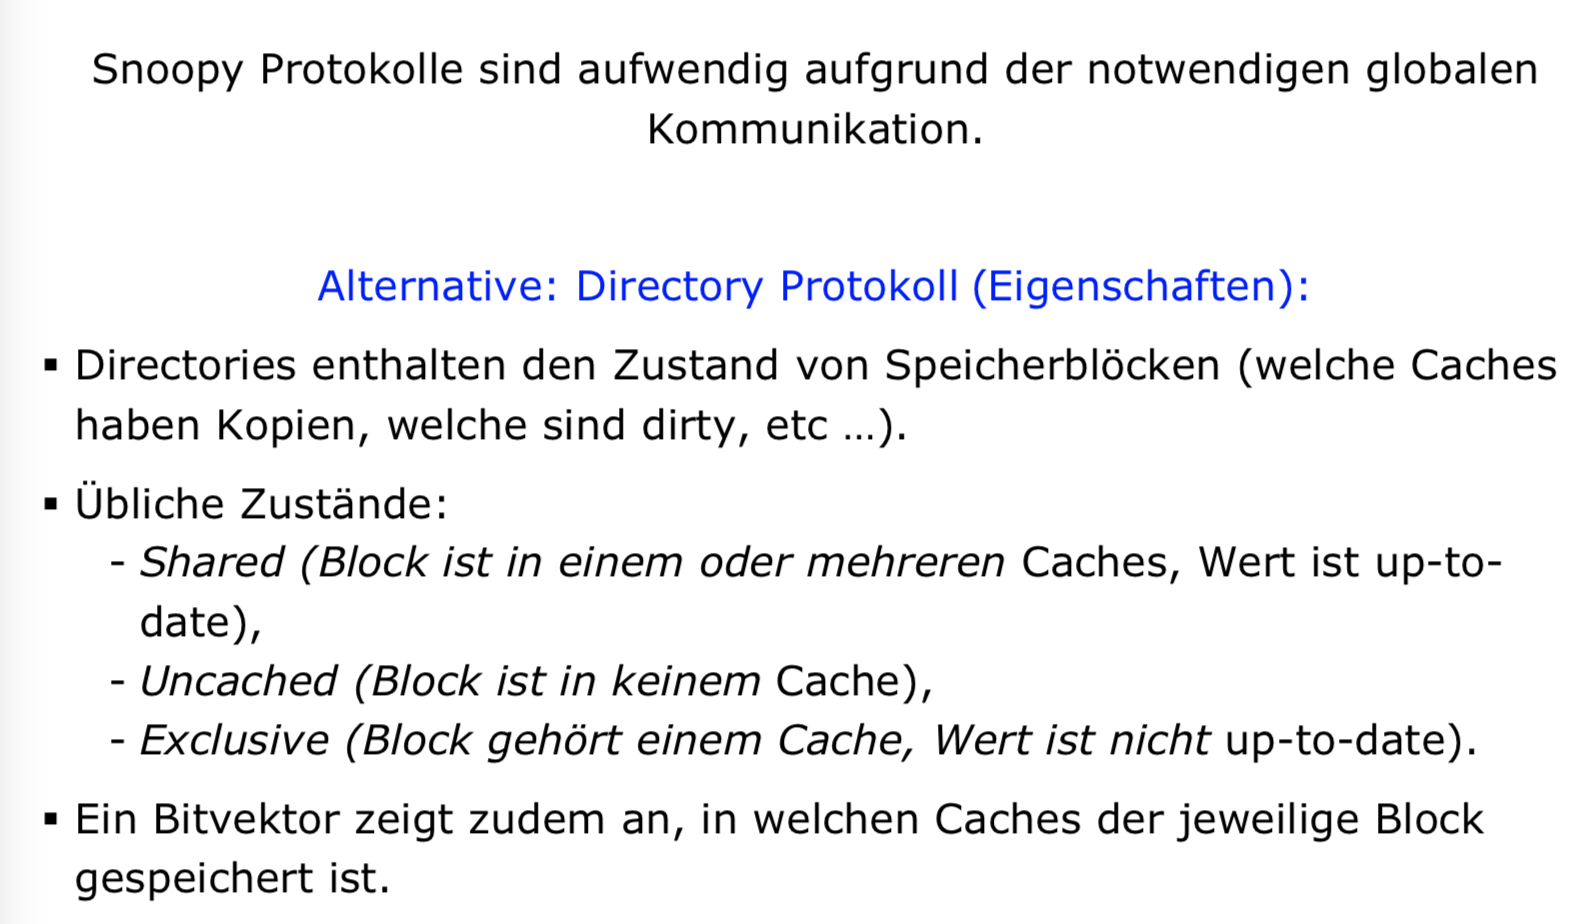 Snoopy Protokolle sind aufwendig aufgrund der notwendigen globalen
Kommunikation.
Alternative: Directory Protokoll (Eigenschaften):
▪ Directories enthalten den Zustand von Speicherblöcken (welche Caches
haben Kopien, welche sind dirty, etc …).
▪ Übliche Zustände:
- Shared (Block ist in einem oder mehreren Caches, Wert ist up-to-
date),
- Uncached (Block ist in keinem Cache),
- Exclusive (Block gehört einem Cache, Wert ist nicht up-to-date).
▪ Ein Bitvektor zeigt zudem an, in welchen Caches der jeweilige Block
gespeichert ist.